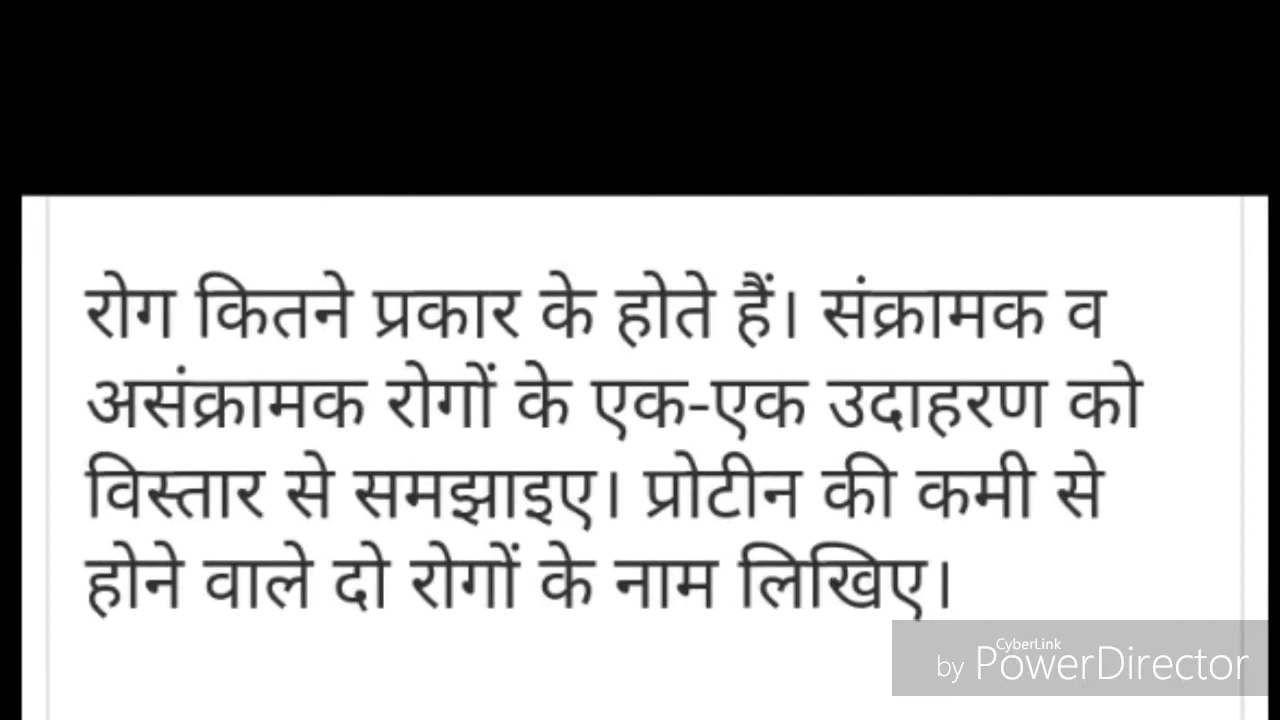 रोग कितने प्रकार के होते हैं। संक्रामक व
असंक्रामक रोगों के एक-एक उदाहरण को
विस्तार से समझाइए। प्रोटीन की कमी से
होने वाले दो रोगों के नाम लिखिए।
CyberLink
by PowerDirector